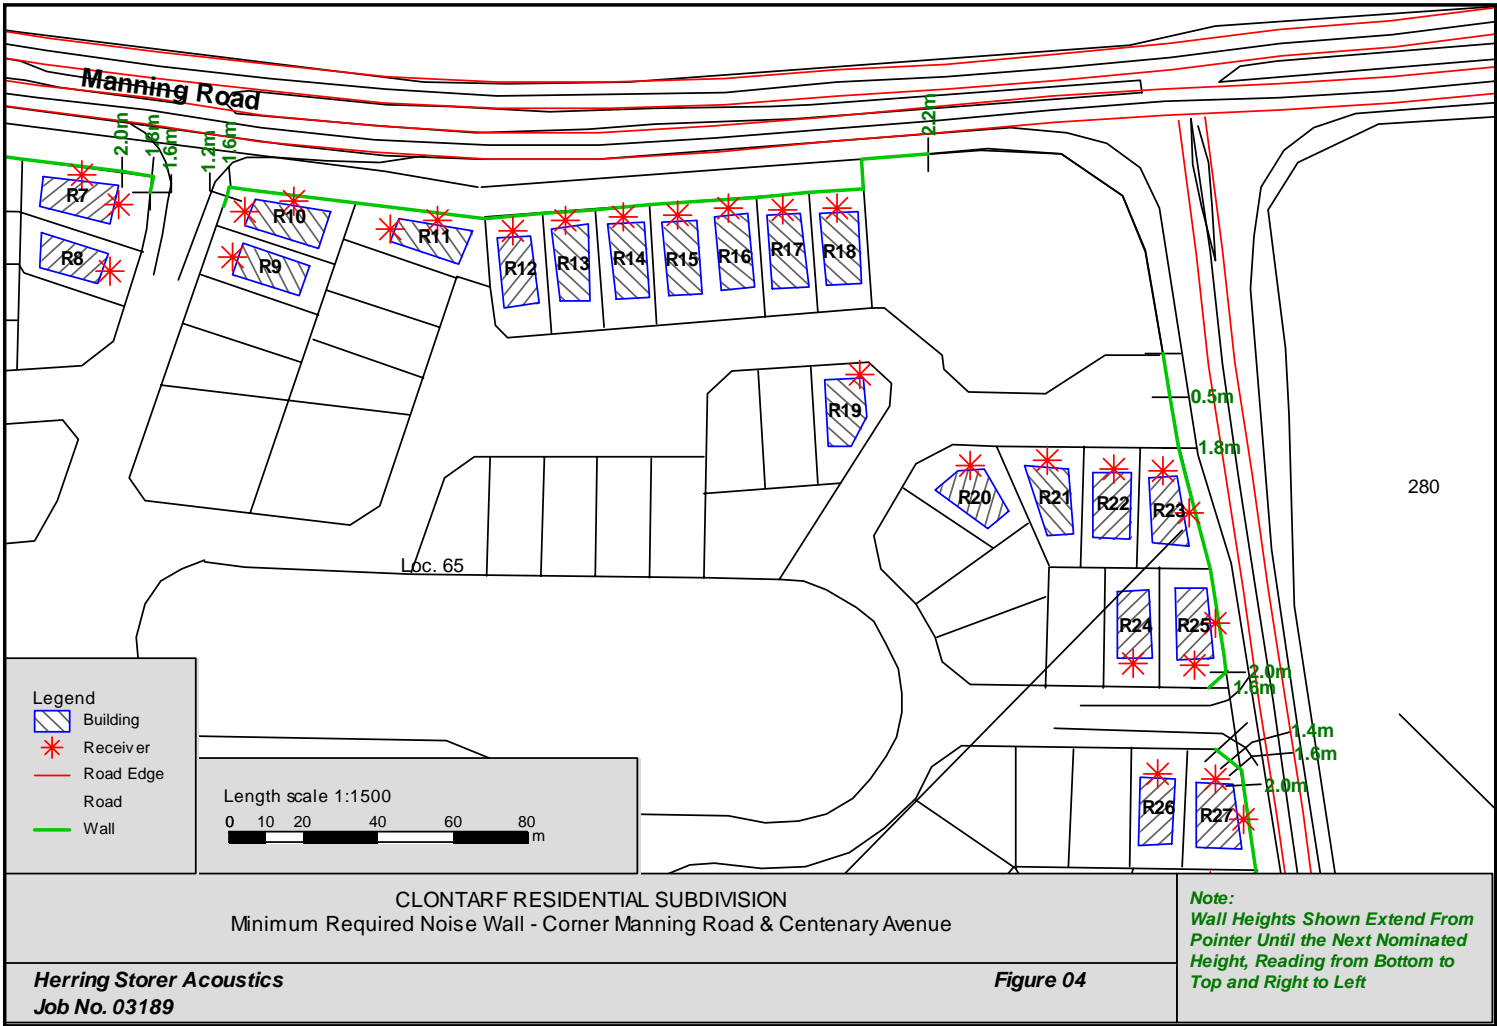 Manning Road
2.0m
1.8m
1.6m
1.2m
1.6m
2.2m
R7
R8
R10
R9
R11
R12
R13
R14
R15
R16
R17
R18
R19
0.5m
1.8m
280
R20
R21
R22
R23
Loc. 65
R24
R25
2.0m
1.6m
1.4m
1.6m
2.0m
R26
R27
Legend
Building
Receiver
Road Edge
Road
Wall
Length scale 1:1500
0 10 20 40 60 80
m
CLONTARF RESIDENTIAL SUBDIVISION
Minimum Required Noise Wall - Corner Manning Road & Centenary Avenue
Herring Storer Acoustics
Job No. 03189
Figure 04
Note:
Wall Heights Shown Extend From
Pointer Until the Next Nominated
Height, Reading from Bottom to
Top and Right to Left